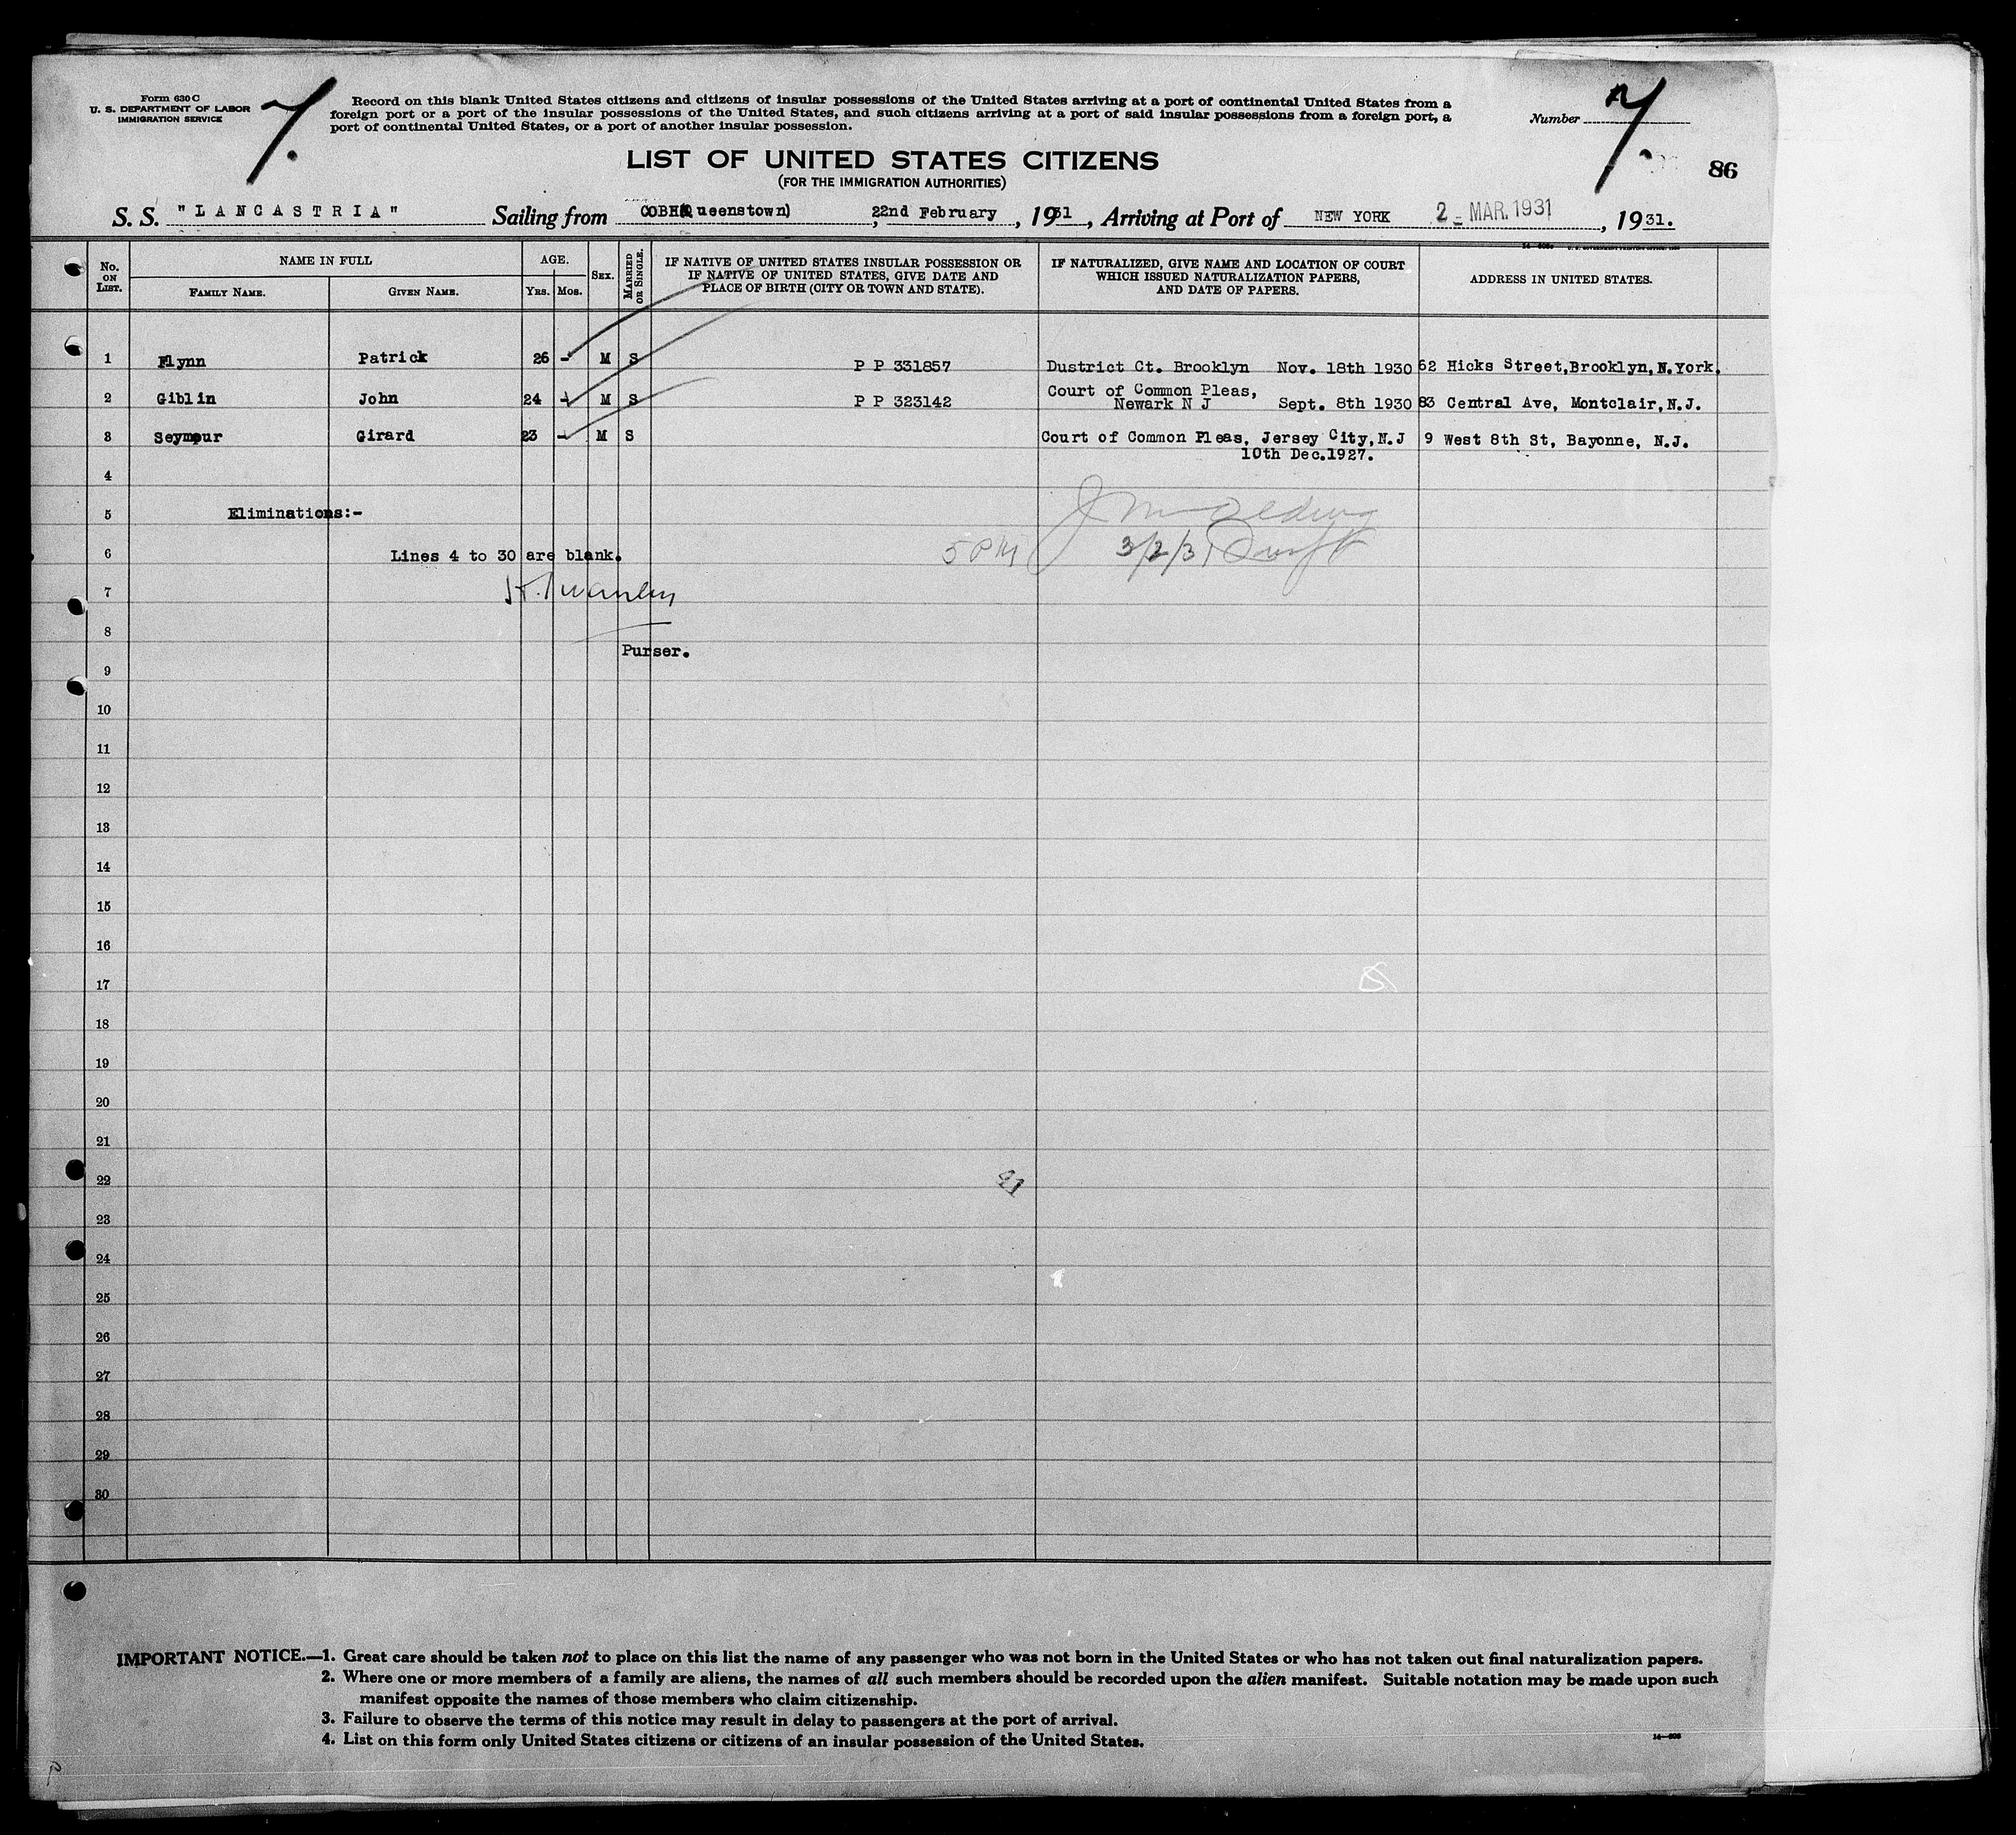 Form 630 C
U. S. DEPARTMENT OF LABOR
IMMIGRATION SERVICE
7.
Record on this blank United States citizens and citizens of insular possessions of the United States arriving at a port of continental United States from a
foreign port or a port of the insular possessions of the United States, and such citizens arriving at a port of said insular possessions from a foreign port, a
port of continental United States, or a port of another insular possession.
Number 7.
LIST OF UNITED STATES CITIZENS
(FOR THE IMMIGRATION AUTHORITIES)
86
S. S. "LANCASTRIA" Sailing from COBH(Queenstown) , 22nd February , 1931 , Arriving at Port of NEW YORK 2 - MAR. 1931 , 19 31.
No. ON LIST. NAME IN FULL FAMILY NAME. GIVEN NAME. AGE. YRS. MOS. SEX. MARRIED OR SINGLE. IF NATIVE OF UNITED STATES INSULAR POSSESSION OR IF NATIVE OF UNITED STATES, GIVE DATE AND PLACE OF BIRTH (CITY OR TOWN AND STATE). IF NATURALIZED, GIVE NAME AND LOCATION OF COURT WHICH ISSUED NATURALIZATION PAPERS, AND DATE OF PAPERS. ADDRESS IN UNITED STATES.
1 Flynn Patrick 26 - M S P P 331857 Dustrict Ct. Brooklyn Nov. 18th 1930 62 Hicks Street,Brooklyn,N.York.
2 Giblin John 24 - M S P P 323142 Court of Common Pleas,
Newark N J Sept. 8th 1930 83 Central Ave, Montclair,N.J.
3 Seymour Girard 23 - M S Court of Common Pleas, Jersey City,N.J 9 West 8th St, Bayonne, N.J.
10th Dec.1927.
4
5 Eliminations:-
6 Lines 4 to 30 are blank. 5 PM 3/2/31
7
8
Purser.
9
10
11
12
13
14
15
16
17
18
19
20
21
22 41
23
24
25
26
27
28
29
30
IMPORTANT NOTICE.—1. Great care should be taken not to place on this list the name of any passenger who was not born in the United States or who has not taken out final naturalization papers.
2. Where one or more members of a family are aliens, the names of all such members should be recorded upon the alien manifest. Suitable notation may be made upon such
manifest opposite the names of those members who claim citizenship.
3. Failure to observe the terms of this notice may result in delay to passengers at the port of arrival.
4. List on this form only United States citizens or citizens of an insular possession of the United States.